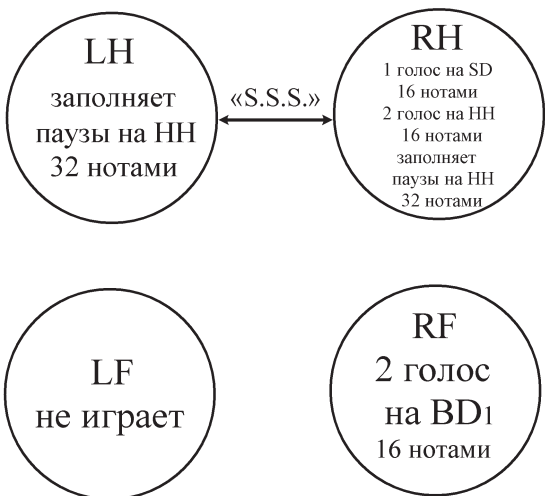 LH
заполняет
паузы на HH
32 нотами
«S.S.S.»
RH
1 голос на SD
16 нотами
2 голос на HH
16 нотами
заполняет
паузы на HH
32 нотами
LF
не играет
RF
2 голос
на BD1
16 нотами